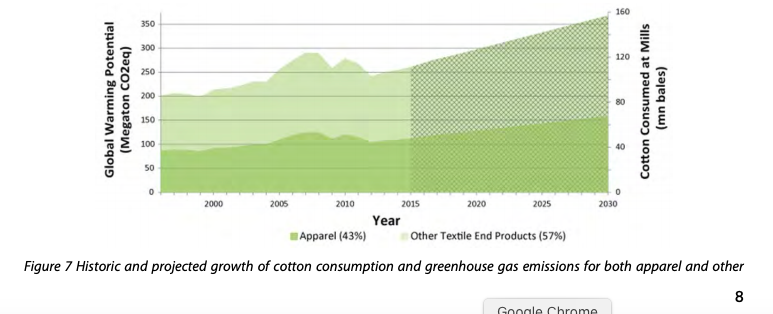 Global Warming Potential
(Megaton CO2eq)
350
300
250
200
150
100
50
0
160
120
80
40
0
Cotton Consumed at Mills
(mn bales)
2000 2005 2010 2015 2020 2025 2030
Year
Apparel (43%) Other Textile End Products (57%)
Figure 7 Historic and projected growth of cotton consumption and greenhouse gas emissions for both apparel and other
8
Google Chrome